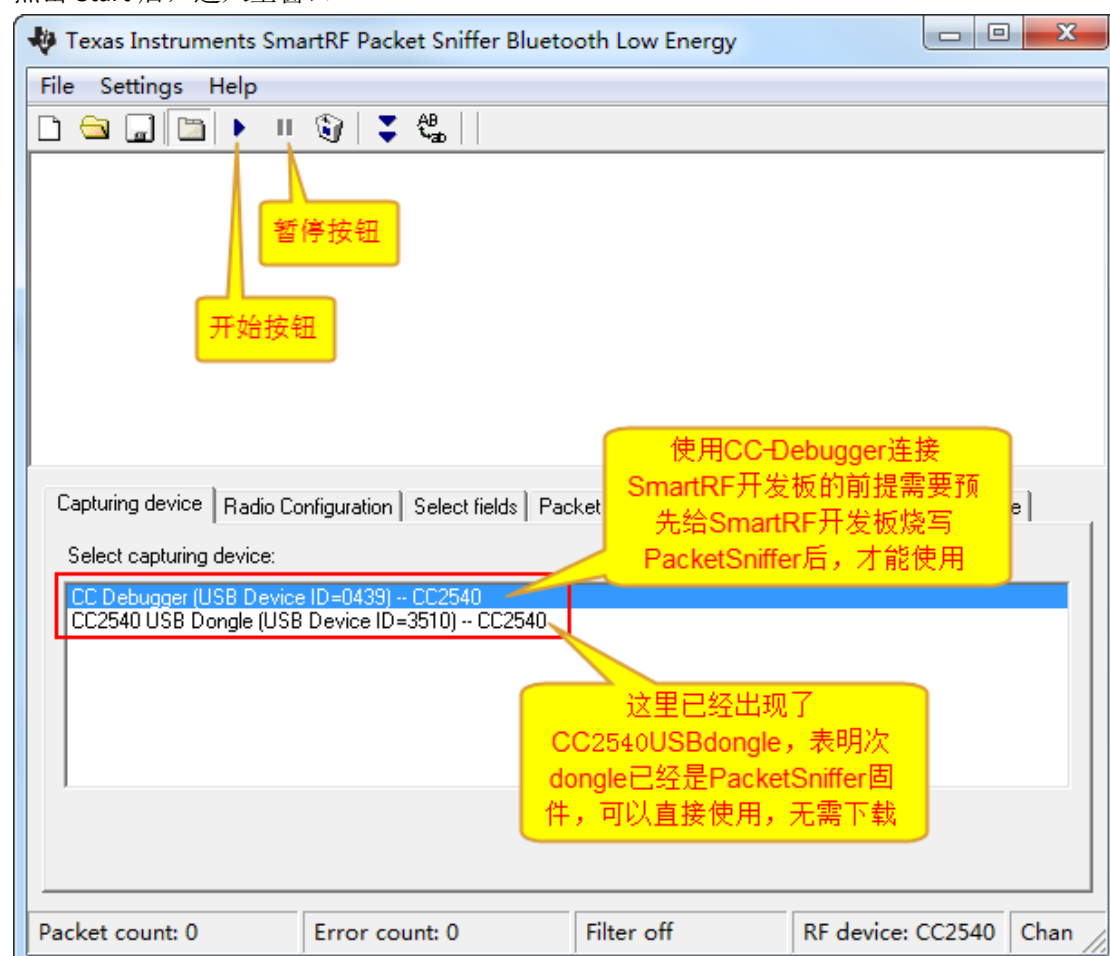 Texas Instruments SmartRF Packet Sniffer Bluetooth Low Energy
File Settings Help
暂停按钮
开始按钮
使用CC-Debugger连接
SmartRF开发板的前提需要预
先给SmartRF开发板烧写
PacketSniffer后，才能使用
Capturing device Radio Configuration Select fields Packet
Select capturing device:
CC Debugger (USB Device ID=0439) -- CC2540
CC2540 USB Dongle (USB Device ID=3510) -- CC2540
这里已经出现了
CC2540USBdongle，表明次
dongle已经是PacketSniffer固
件，可以直接使用，无需下载
Packet count: 0 Error count: 0 Filter off RF device: CC2540 Chan